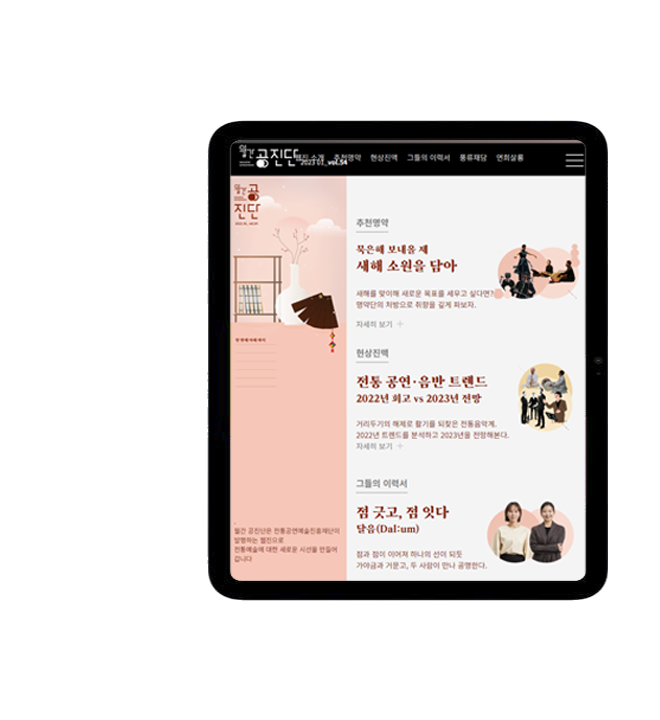 월간 공진단
웹진 소개 추천명약 현상진맥 그들의 이력서 풍류재담 연희살롱
2023 01_vol.54
월간 공
진단
추천명약
묵은해 보내올 제
새해 소원을 담아
새해를 맞이해 새로운 목표를 세우고 싶다면?
명약단의 처방으로 취향을 깊게 파보자.
자세히 보기 +
현상진맥
전통 공연·음반 트렌드
2022년 회고 vs 2023년 전망
거리두기의 해제로 활기를 되찾은 전통음악계.
2022년 트렌드를 분석하고 2023년을 전망해본다.
자세히 보기 +
그들의 이력서
점 긋고, 점 잇다
달음(Dal:um)
점과 점이 이어져 하나의 선이 되듯
가야금과 거문고, 두 사람이 만나 공명한다.
월간 공진단은 전통공연예술진흥재단이
발행하는 웹진으로
전통예술에 대한 새로운 시선을 만들어
갑니다